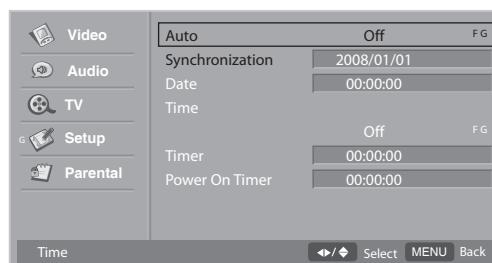 Video
Audio
TV
G Setup
Parental
Auto Off F G
Synchronization 2008/01/01
Date 00:00:00
Time
Off F G
Timer 00:00:00
Power On Timer 00:00:00
Time Select MENU Back